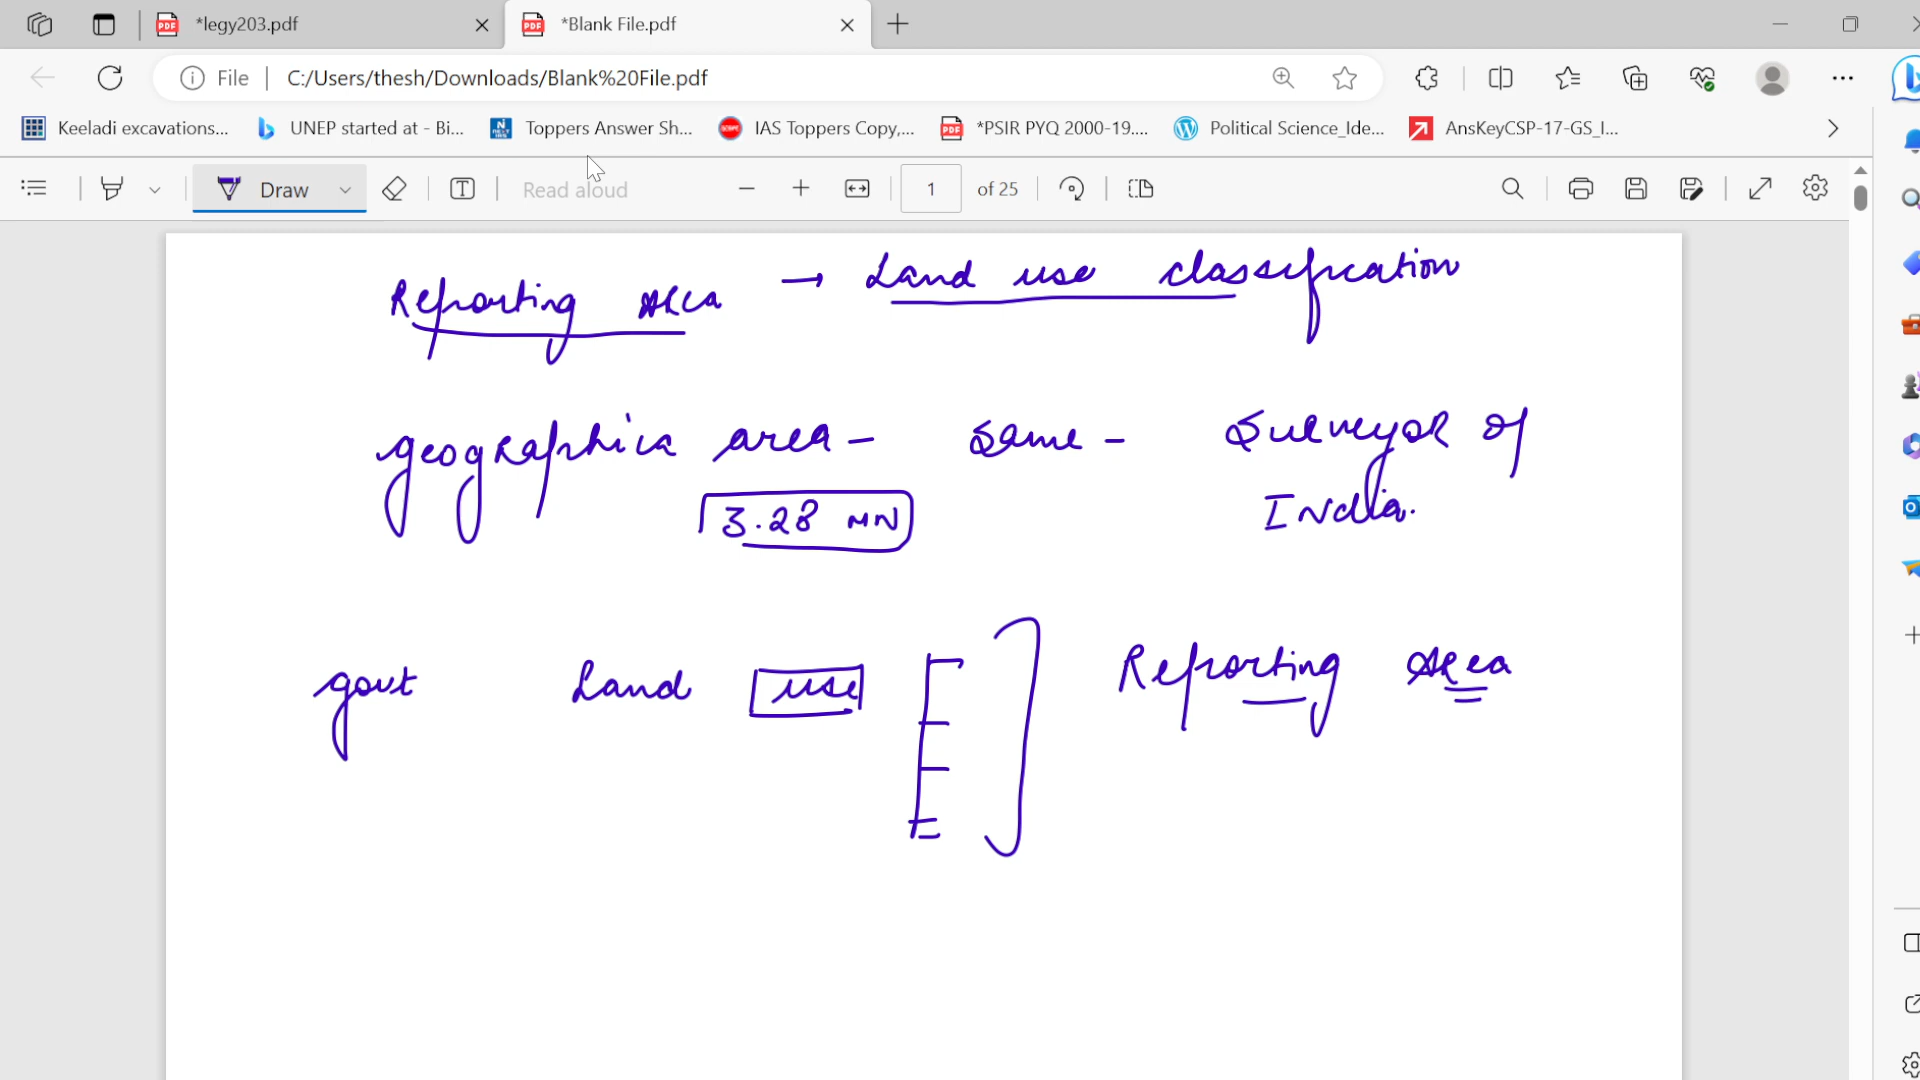 *legy203.pdf *Blank File.pdf
File C:/Users/thesh/Downloads/Blank%20File.pdf
Keeladi excavations... UNEP started at - Bi... Toppers Answer Sh... IAS Toppers Copy,... *PSIR PYQ 2000-19.... Political Science_Ide... AnsKeyCSP-17-GS_I...
Draw Read aloud 1 of 25
Reporting Area → Land use classification
geographica area - same - Surveyor of
3.28 MN India.
govt Land use Reporting Area